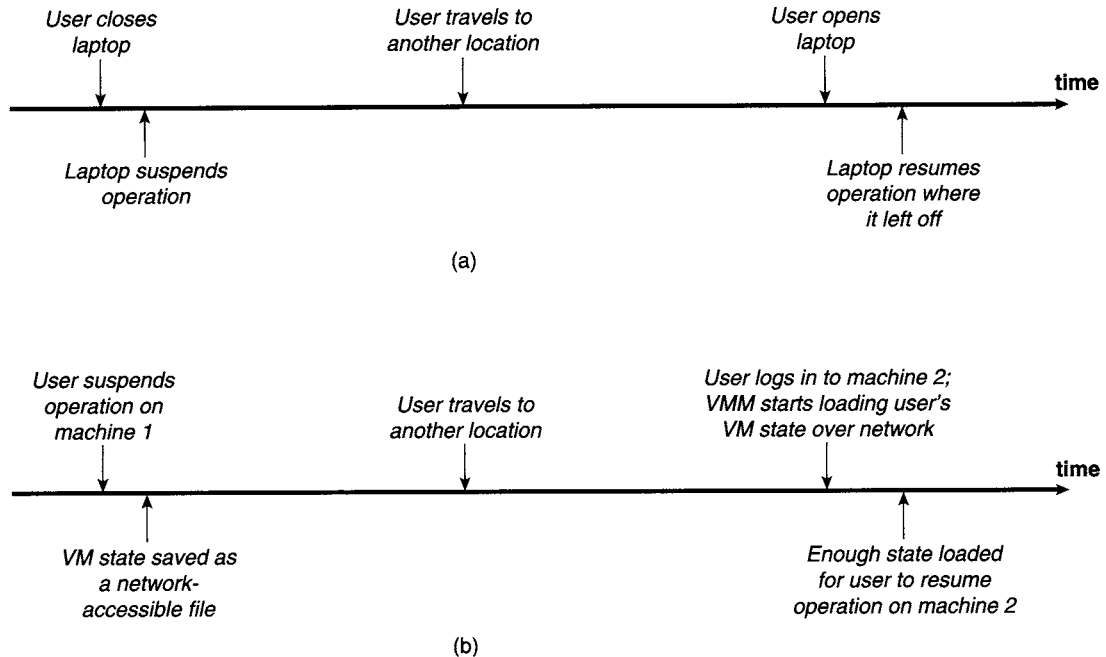 User closes
laptop
User travels to
another location
User opens
laptop
time
Laptop suspends
operation
Laptop resumes
operation where
it left off
(a)
User suspends
operation on
machine 1
User travels to
another location
User logs in to machine 2;
VMM starts loading user's
VM state over network
time
VM state saved as
a network-
accessible file
Enough state loaded
for user to resume
operation on machine 2
(b)